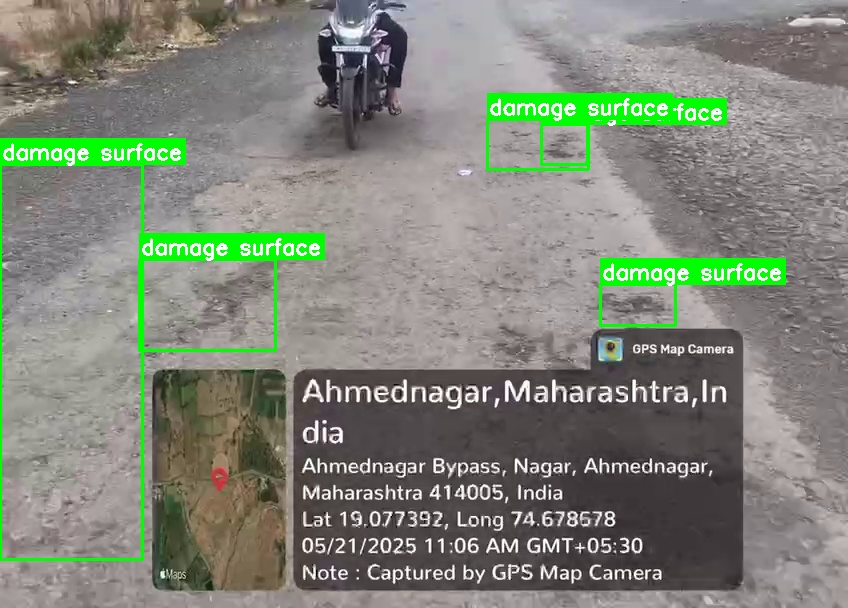 damage surface
face
damage surface
damage surface
damage surface
GPS Map Camera
Ahmednagar,Maharashtra,In
dia
Ahmednagar Bypass, Nagar, Ahmednagar,
Maharashtra 414005, India
Lat 19.077392, Long 74.678678
05/21/2025 11:06 AM GMT+05:30
Note : Captured by GPS Map Camera
Maps